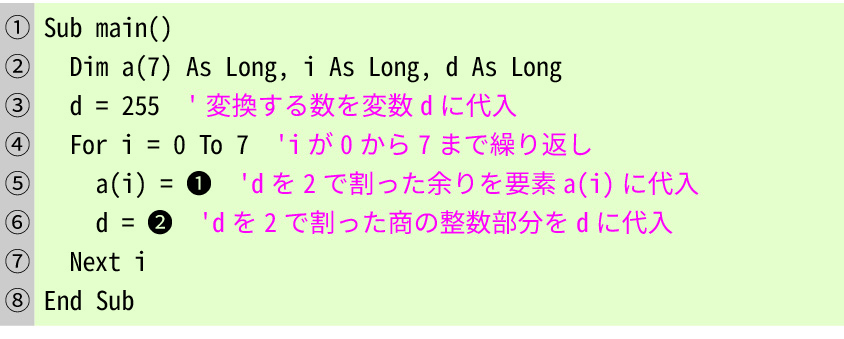 ① Sub main()
② Dim a(7) As Long, i As Long, d As Long
③ d = 255 ' 変換する数を変数 d に代入
④ For i = 0 To 7 'i が 0 から 7 まで繰り返し
⑤ a(i) = ❶ 'd を 2 で割った余りを要素 a(i) に代入
⑥ d = ❷ 'd を 2 で割った商の整数部分を d に代入
⑦ Next i
⑧ End Sub